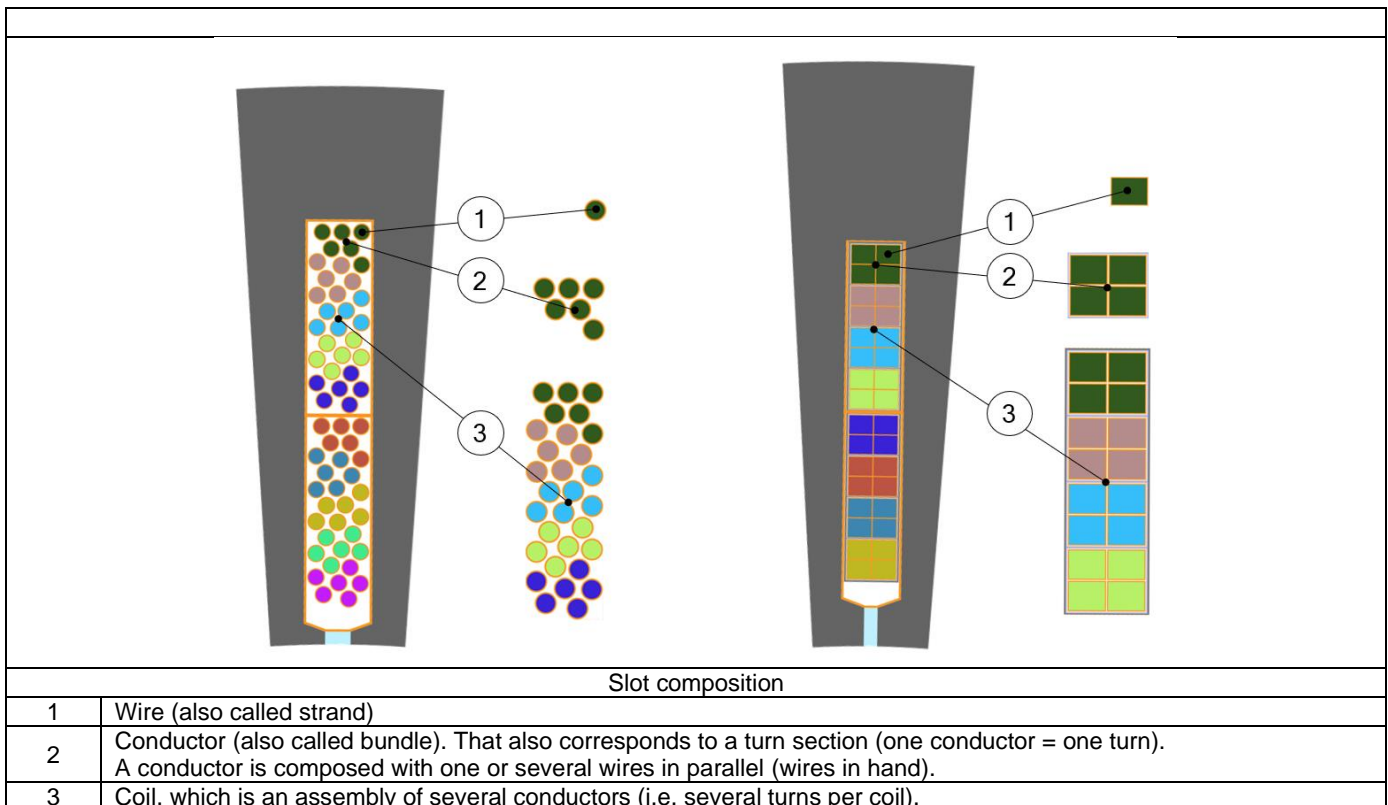 1
2
3
1
2
3
Slot composition
1 Wire (also called strand)
2 Conductor (also called bundle). That also corresponds to a turn section (one conductor = one turn).
A conductor is composed with one or several wires in parallel (wires in hand).
3 Coil, which is an assembly of several conductors (i.e. several turns per coil).